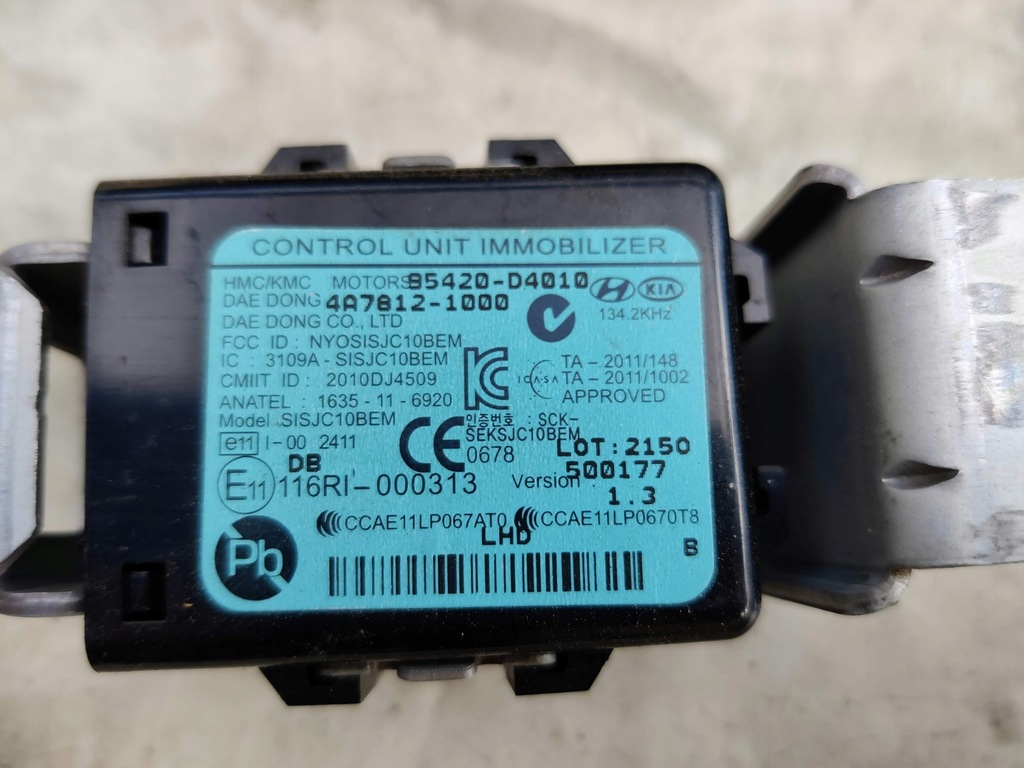 CONTROL UNIT IMMOBILIZER
HMC/KMC MOTORS 95420-D4010
KIA
DAE DONG 4A7812-1000
134.2KHz
DAE DONG CO., LTD
FCC ID : NYOSISJC10BEM
IC : 3109A - SISJC10BEM
TA - 2011/148
ICASA
TA - 2011/1002
CMIIT ID : 2010DJ4509
APPROVED
ANATEL : 1635 - 11 - 6920
Model : SISJC10BEM
인증번호 : SCK-
SEKSJC10BEM
e11 I-00 2411
CE 0678
LOT:2150
DB
500177
E11 116RI-000313
Version 1.3
CCAE11LP067AT0 CCAE11LP0670T8
LHD
Pb
B